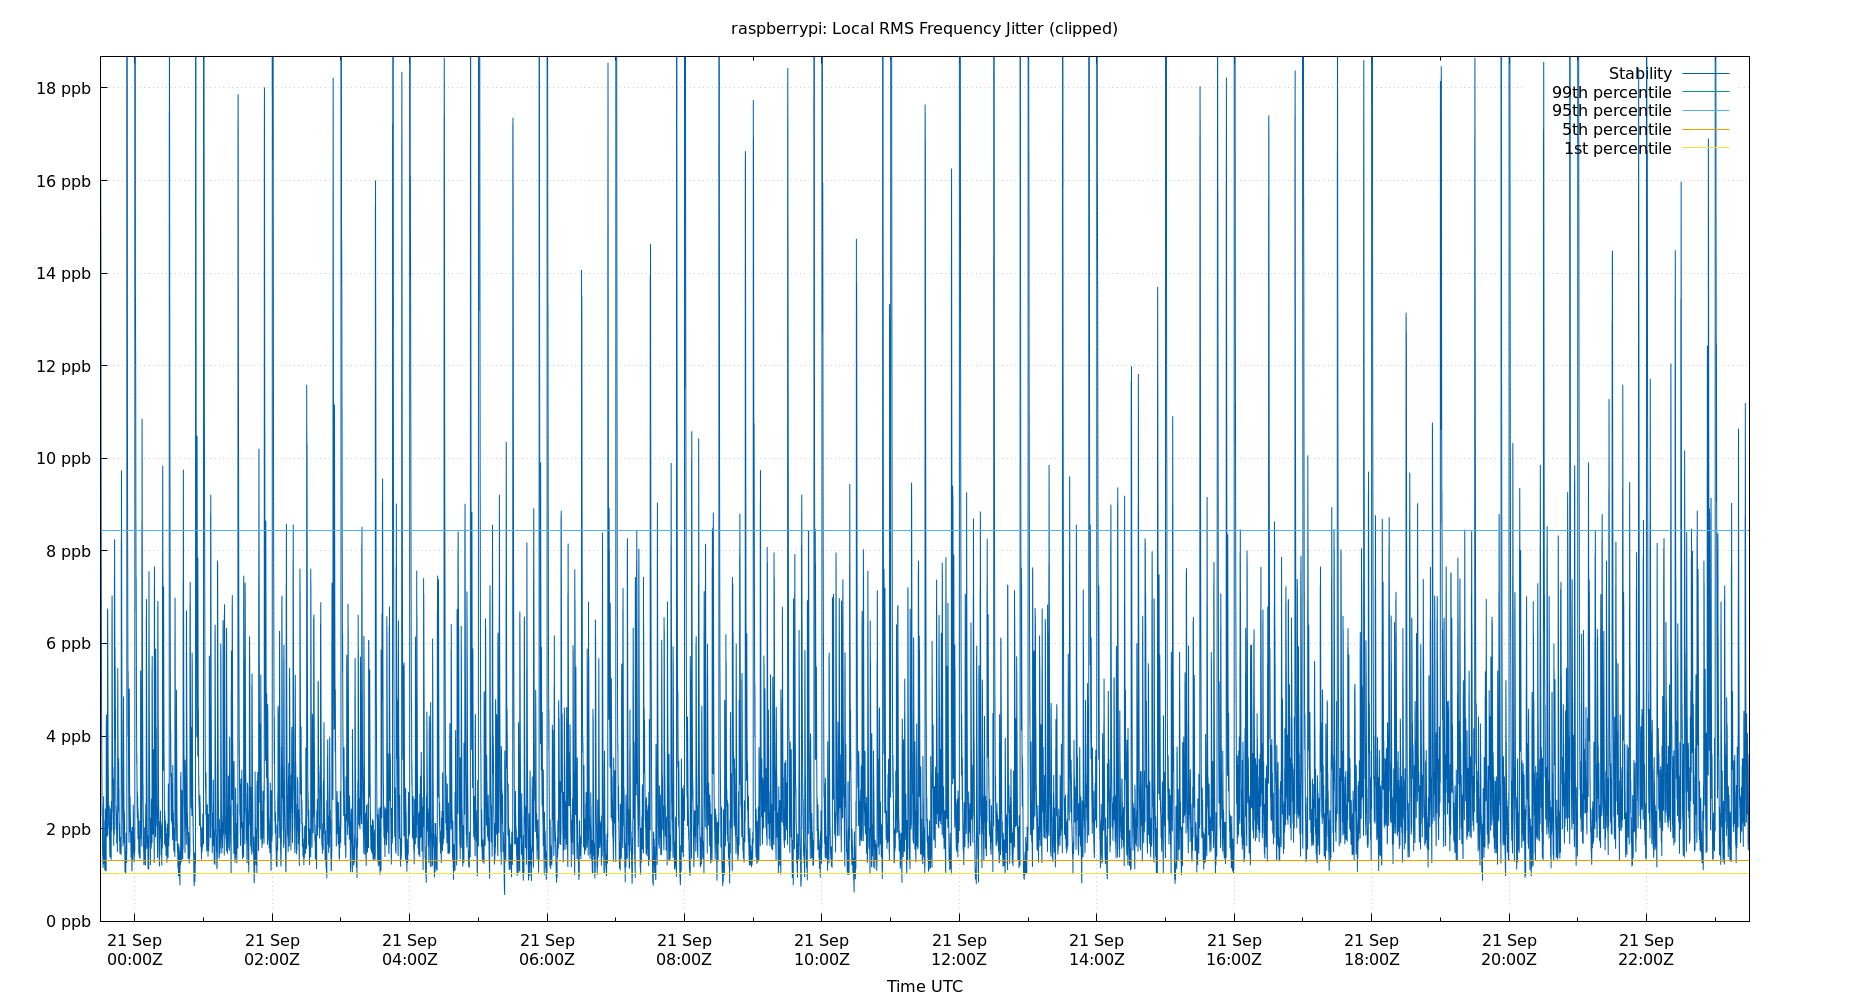 raspberrypi: Local RMS Frequency Jitter (clipped)
Stability
99th percentile
95th percentile
5th percentile
1st percentile
18 ppb
16 ppb
14 ppb
12 ppb
10 ppb
8 ppb
6 ppb
4 ppb
2 ppb
0 ppb
21 Sep 21 Sep 21 Sep 21 Sep 21 Sep 21 Sep 21 Sep 21 Sep 21 Sep 21 Sep 21 Sep 21 Sep
00:00Z 02:00Z 04:00Z 06:00Z 08:00Z 10:00Z 12:00Z 14:00Z 16:00Z 18:00Z 20:00Z 22:00Z
Time UTC